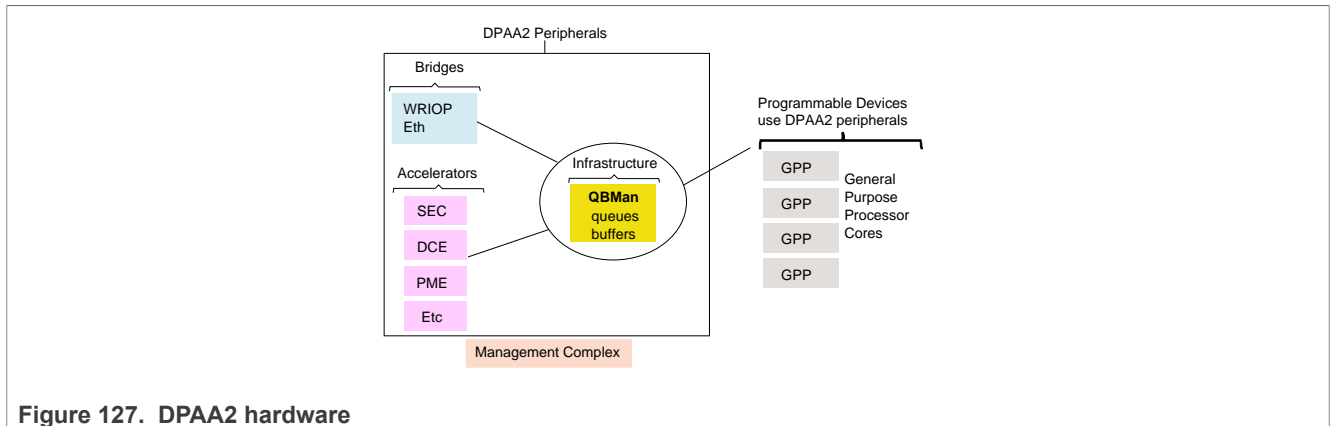 DPAA2 Peripherals
Bridges
WRIOP
Eth
Accelerators
SEC
DCE
PME
Etc
Infrastructure
QBMan
queues
buffers
Programmable Devices
use DPAA2 peripherals
GPP
GPP
GPP
GPP
General
Purpose
Processor
Cores
Management Complex
Figure 127. DPAA2 hardware